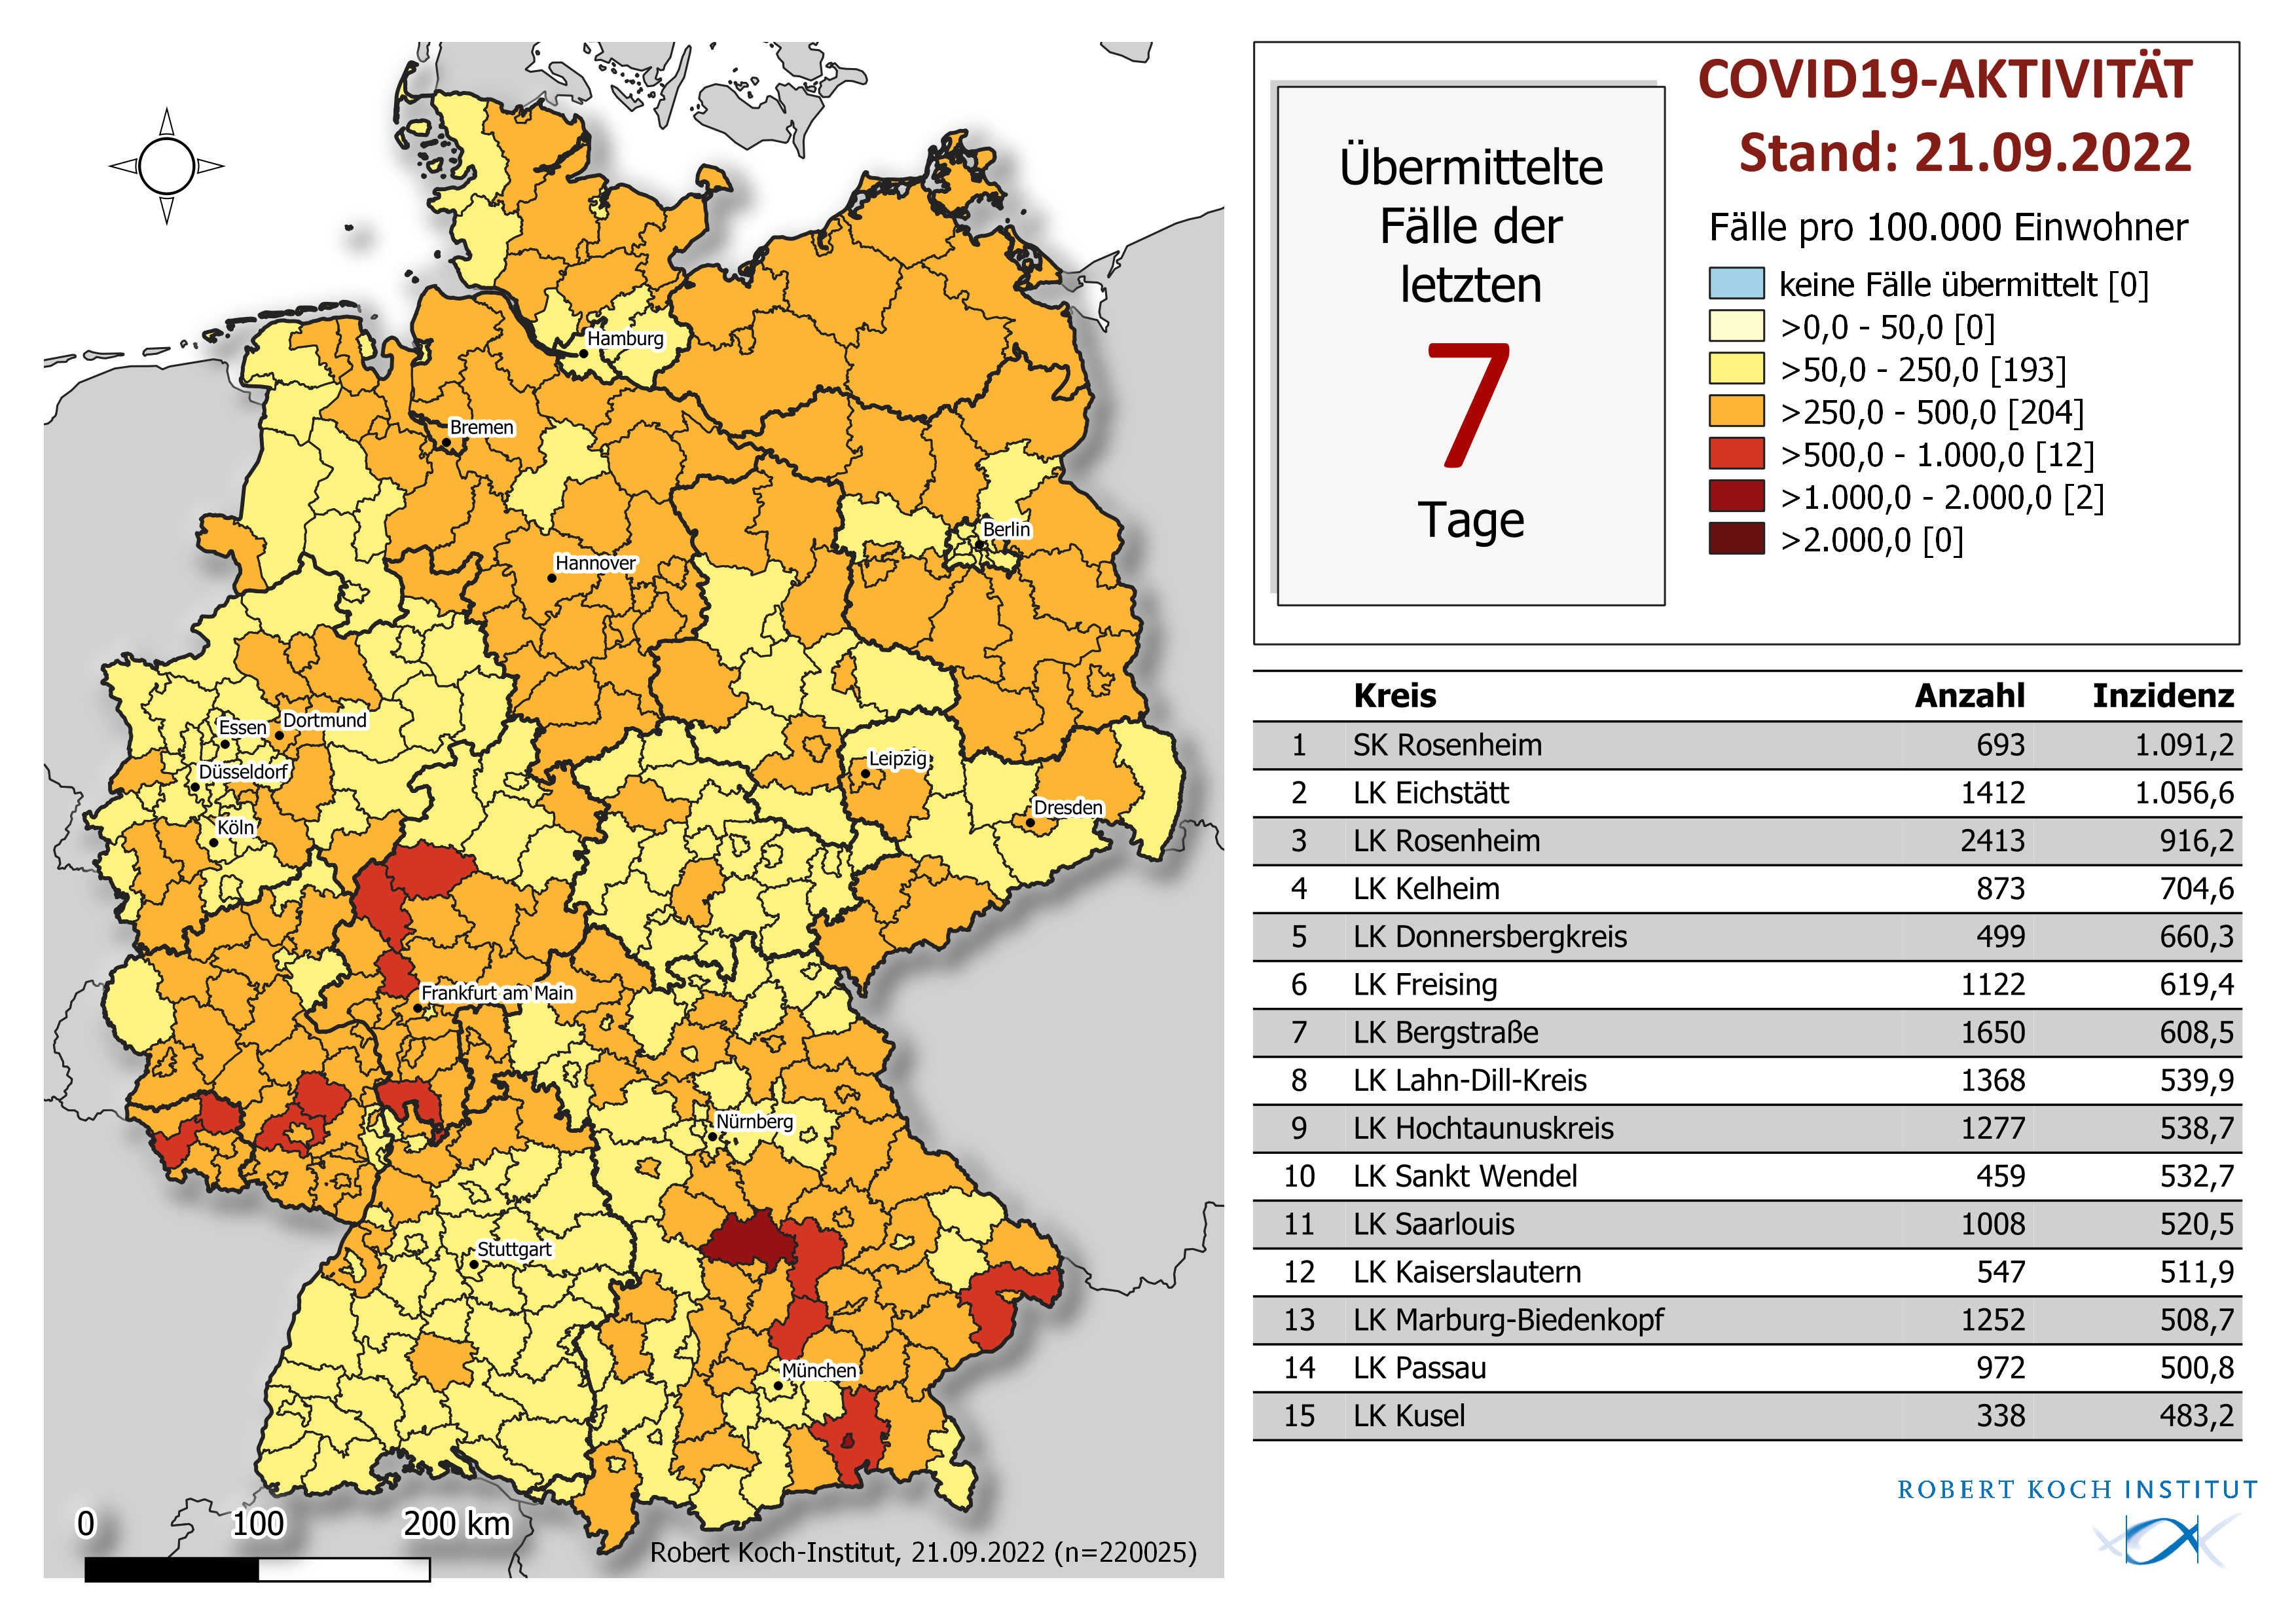 COVID19-AKTIVITÄT
Stand: 21.09.2022
Übermittelte
Fälle der
letzten
7
Tage
Fälle pro 100.000 Einwohner
keine Fälle übermittelt [0]
>0,0 - 50,0 [0]
>50,0 - 250,0 [193]
>250,0 - 500,0 [204]
>500,0 - 1.000,0 [12]
>1.000,0 - 2.000,0 [2]
>2.000,0 [0]
Hamburg
Bremen
Berlin
Hannover
Essen
Dortmund
Düsseldorf
Leipzig
Köln
Dresden
Frankfurt am Main
Nürnberg
Stuttgart
München
0 100 200 km
Robert Koch-Institut, 21.09.2022 (n=220025)
Kreis Anzahl Inzidenz
1 SK Rosenheim 693 1.091,2
2 LK Eichstätt 1412 1.056,6
3 LK Rosenheim 2413 916,2
4 LK Kelheim 873 704,6
5 LK Donnersbergkreis 499 660,3
6 LK Freising 1122 619,4
7 LK Bergstraße 1650 608,5
8 LK Lahn-Dill-Kreis 1368 539,9
9 LK Hochtaunuskreis 1277 538,7
10 LK Sankt Wendel 459 532,7
11 LK Saarlouis 1008 520,5
12 LK Kaiserslautern 547 511,9
13 LK Marburg-Biedenkopf 1252 508,7
14 LK Passau 972 500,8
15 LK Kusel 338 483,2
ROBERT KOCH INSTITUT